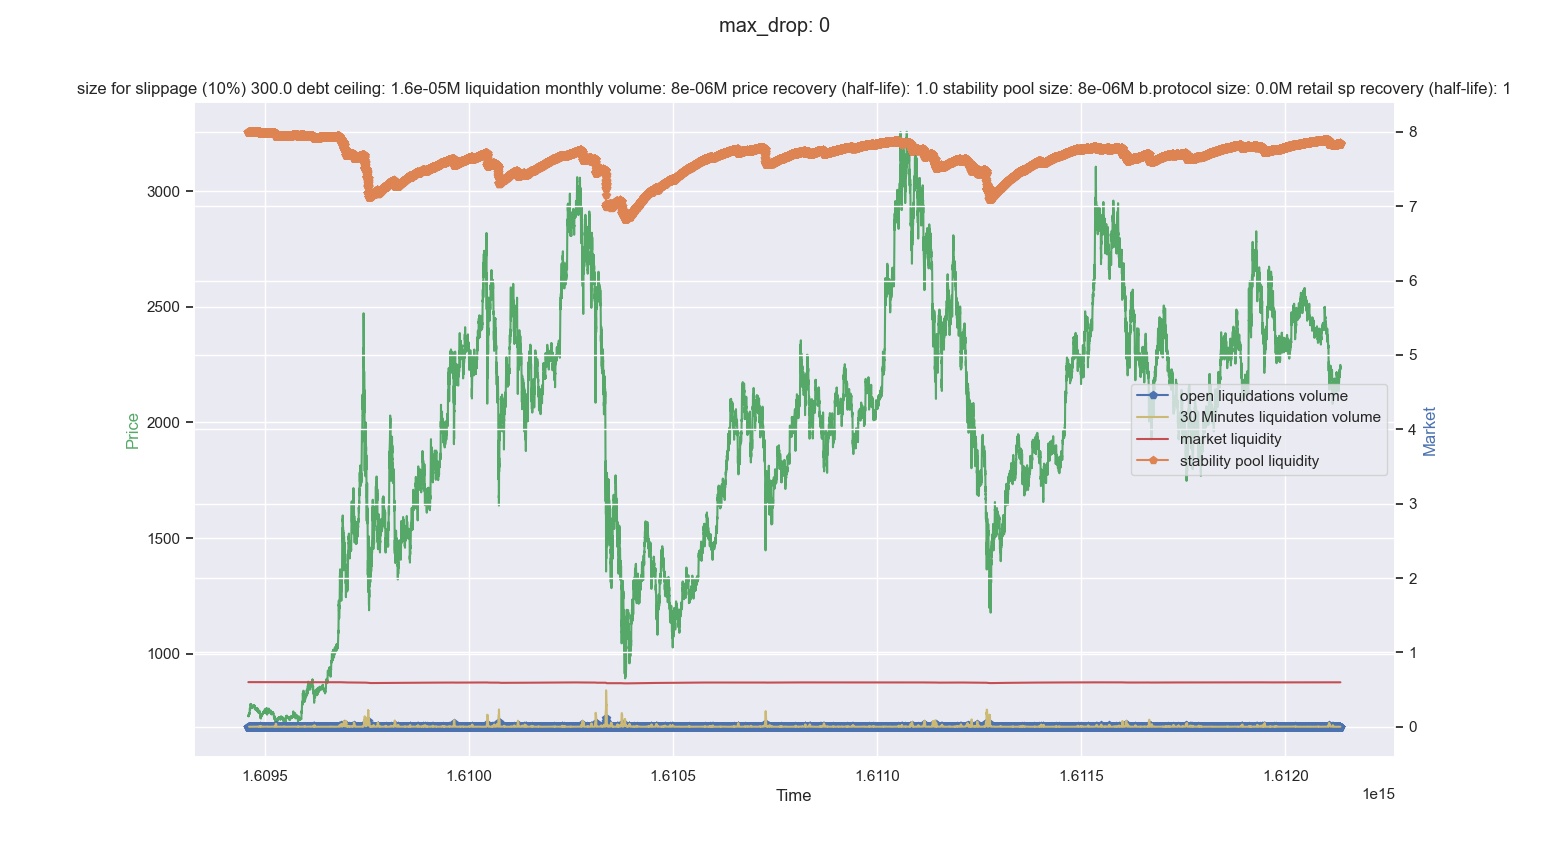 max_drop: 0
size for slippage (10%) 300.0 debt ceiling: 1.6e-05M liquidation monthly volume: 8e-06M price recovery (half-life): 1.0 stability pool size: 8e-06M b.protocol size: 0.0M retail sp recovery (half-life): 1
8
3000
7
6
2500
5
open liquidations volume
30 Minutes liquidation volume
market liquidity
stability pool liquidity
Price
2000
4
Market
3
1500
2
1000
1
0
1.6095
1.6100
1.6105
1.6110
1.6115
1.6120
Time
1e15